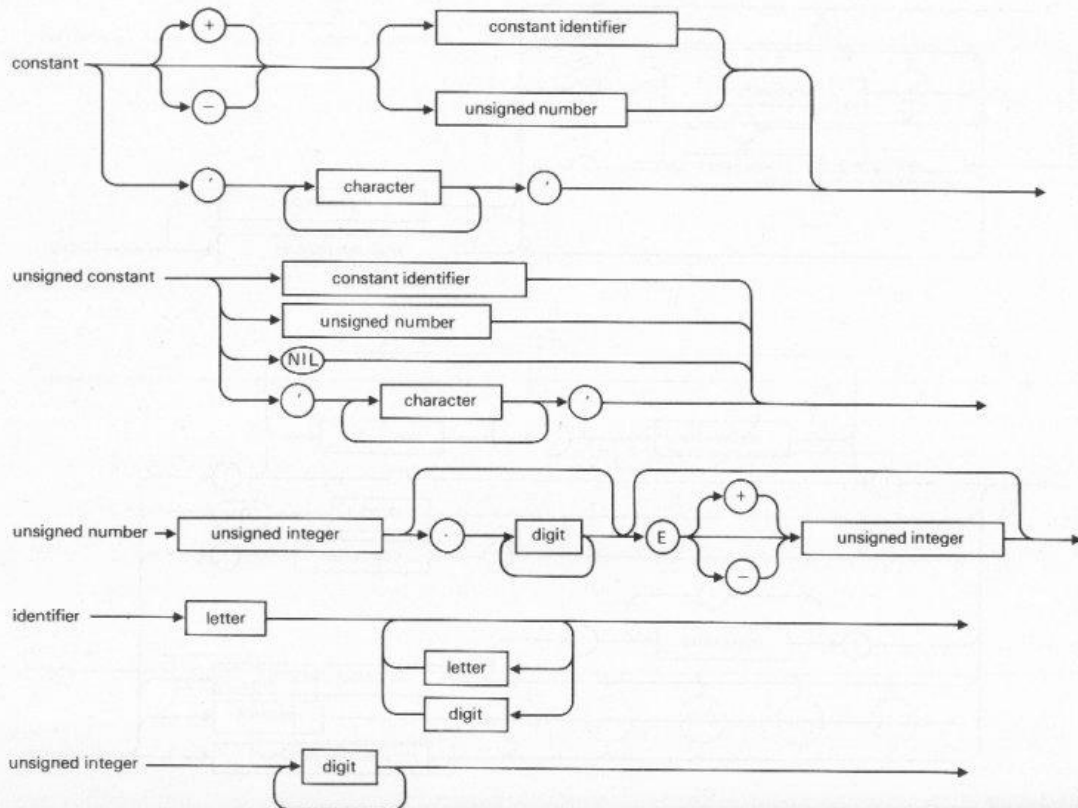 +
constant identifier
constant
−
unsigned number
' character '
unsigned constant
constant identifier
unsigned number
NIL
' character '
+
unsigned number unsigned integer . digit E unsigned integer
−
identifier letter
letter
digit
unsigned integer digit